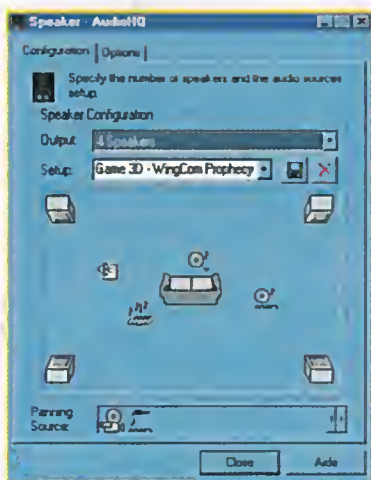 Speaker - AudioHQ
Configuration Options
Specify the number of speakers and the audio sources
setup.
Speaker Configuration
Output: 4 Speakers
Setup: Game 3D - WingCom Prophecy
Panning
Source:
Close Aide